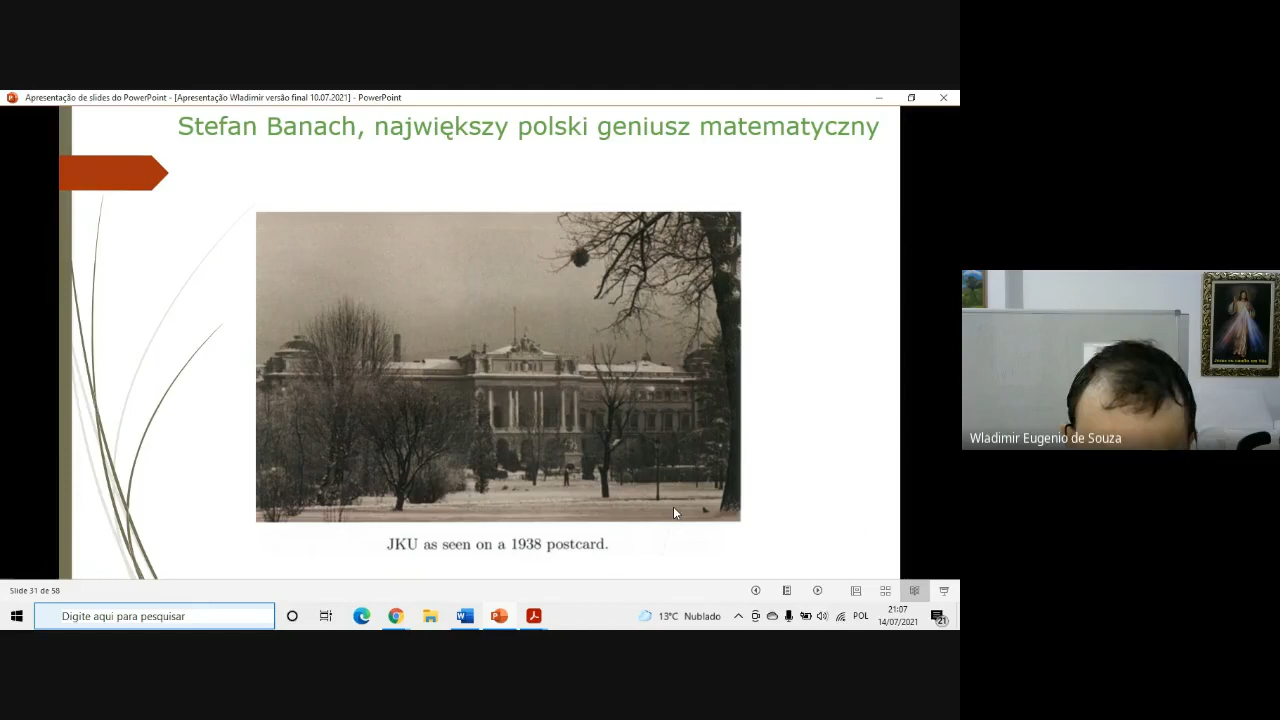 Apresentação de slides do PowerPoint - [Apresentação Wladimir versão final 10.07.2021] - PowerPoint
Stefan Banach, największy polski geniusz matematyczny
JKU as seen on a 1938 postcard.
Wladimir Eugenio de Souza
Slide 31 de 58
Digite aqui para pesquisar
13°C Nublado
POL
21:07
14/07/2021
21